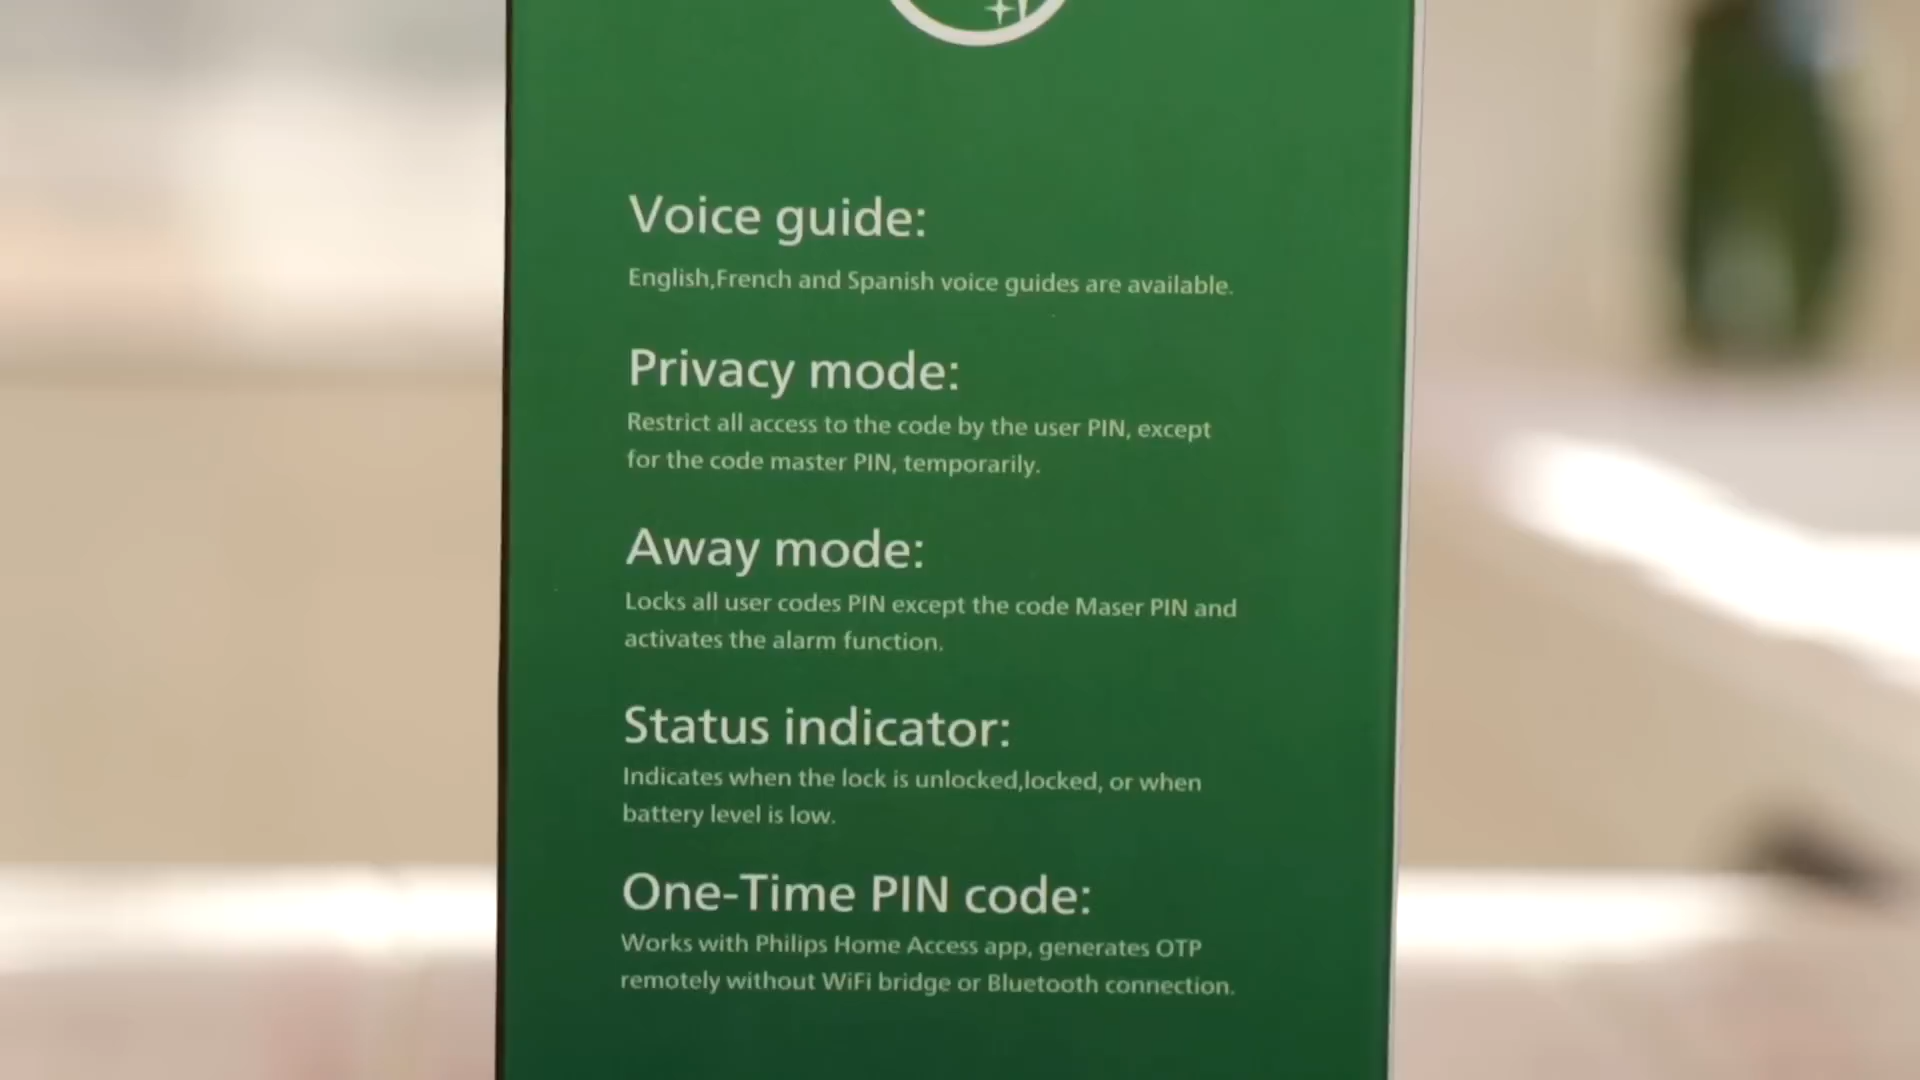 Voice guide:
English,French and Spanish voice guides are available.
Privacy mode:
Restrict all access to the code by the user PIN, except
for the code master PIN, temporarily.
Away mode:
Locks all user codes PIN except the code Maser PIN and
activates the alarm function.
Status indicator:
Indicates when the lock is unlocked,locked, or when
battery level is low.
One-Time PIN code:
Works with Philips Home Access app, generates OTP
remotely without WiFi bridge or Bluetooth connection.